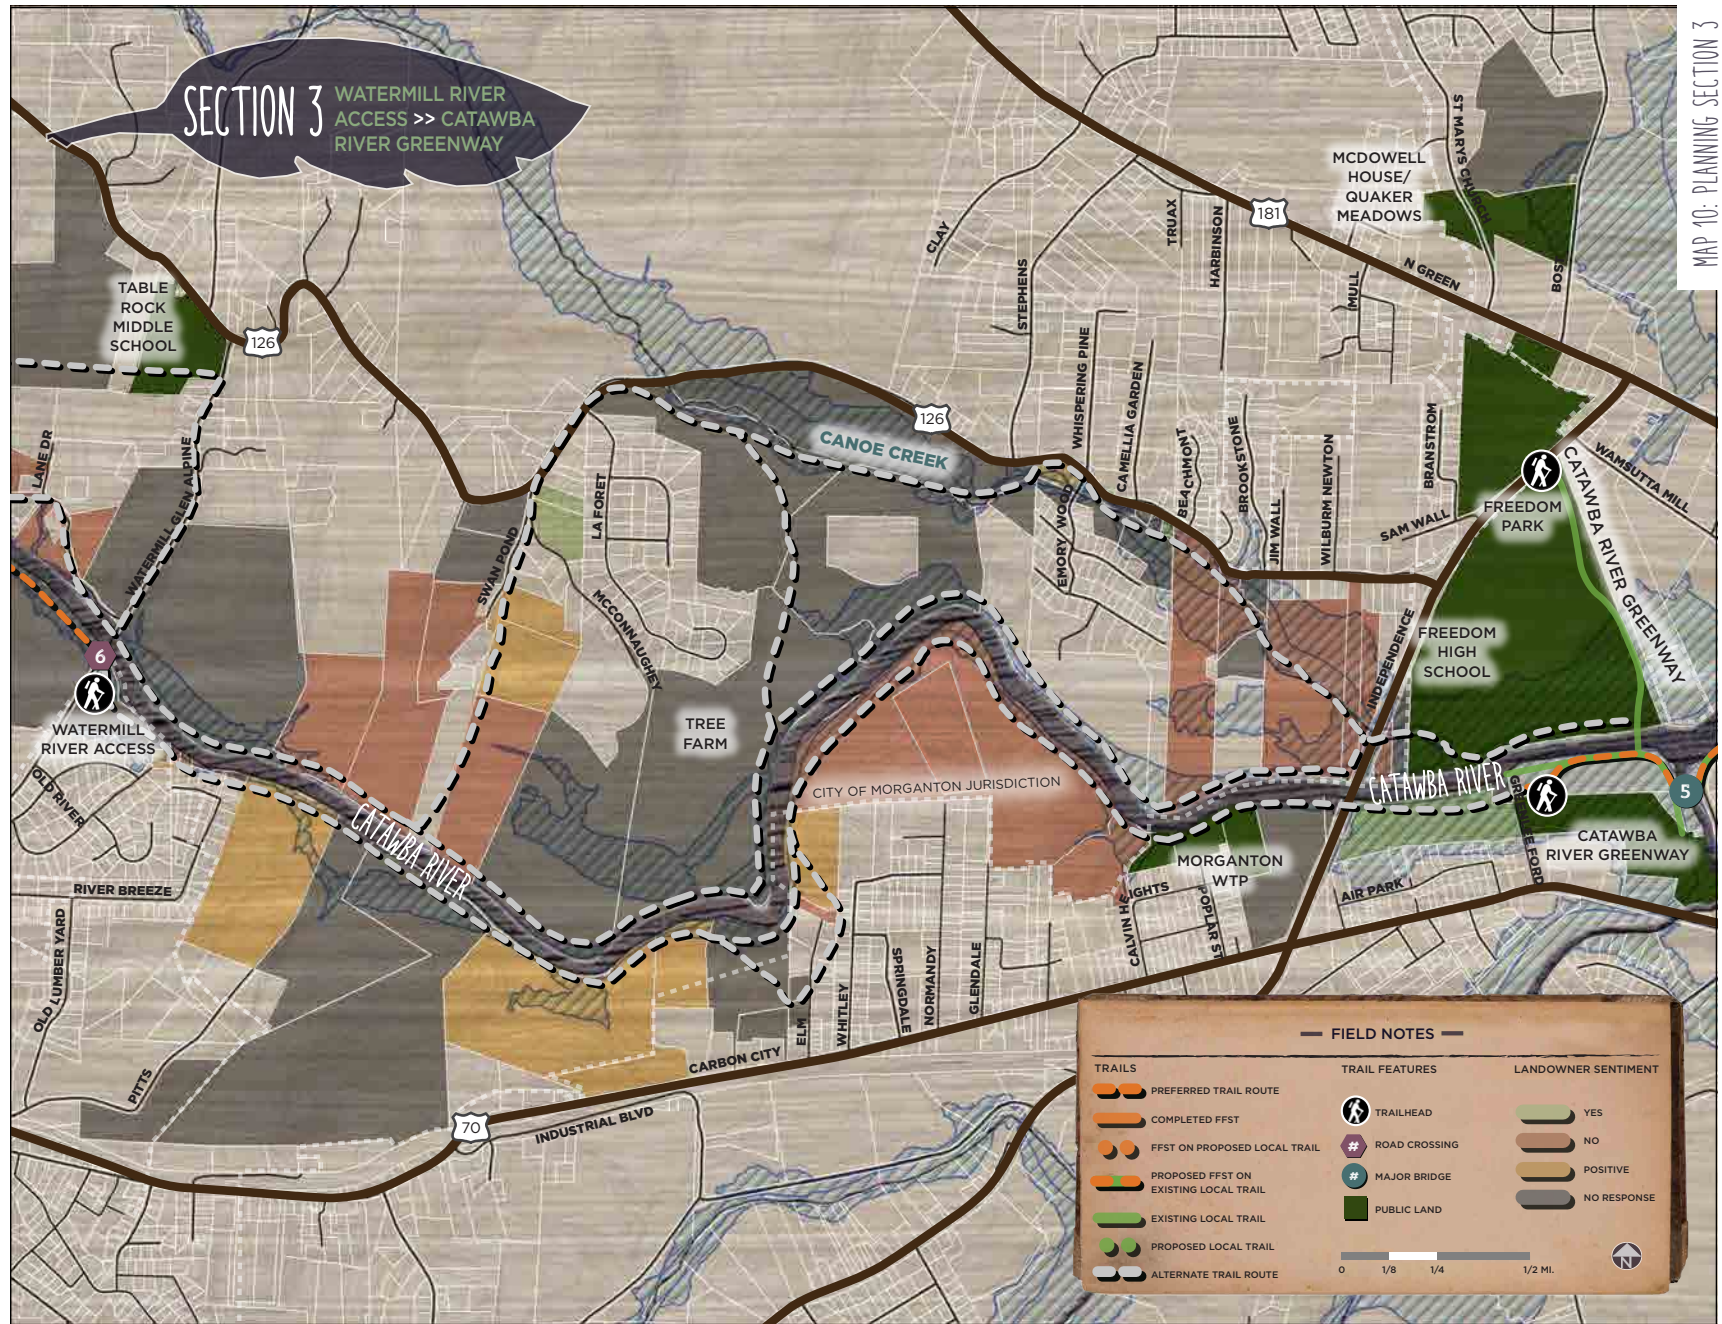 MAP 10: PLANNING SECTION 3
SECTION 3
WATERMILL RIVER
ACCESS >> CATAWBA
RIVER GREENWAY
ST MARYS CHURCH
MCDOWELL
HOUSE/
QUAKER
MEADOWS
181
TRUAX
HARBINSON
CLAY
STEPHENS
MULL
N GREEN
BOS
TABLE
ROCK
MIDDLE
SCHOOL
126
126
WHISPERING PINE
CAMELLIA GARDEN
CANOE CREEK
LANE DR
WATERMILL GLEN ALPINE
LA FORET
SWAN POND
MCCONNAUGHEY
EMORY WOOD
BEACHMONT
BROOKSTONE
JIM WALL
WILBURM NEWTON
BRANSTROM
SAM WALL
WAMSUTTA MILL
FREEDOM
PARK
CATAWBA RIVER GREENWAY
INDEPENDENCE
FREEDOM
HIGH
SCHOOL
6
WATERMILL
RIVER ACCESS
TREE
FARM
CITY OF MORGANTON JURISDICTION
CATAWBA RIVER
CATAWBA RIVER
5
GREENLEE FORD
CATAWBA
RIVER GREENWAY
MORGANTON
WTP
AIR PARK
OLD RIVER
RIVER BREEZE
OLD LUMBER YARD
PITTS
CALVIN HEIGHTS
POPLAR ST
ELM
WHITLEY
SPRINGDALE
NORMANDY
GLENDALE
CARBON CITY
70
INDUSTRIAL BLVD
FIELD NOTES
TRAILS
PREFERRED TRAIL ROUTE
COMPLETED FFST
FFST ON PROPOSED LOCAL TRAIL
PROPOSED FFST ON
EXISTING LOCAL TRAIL
EXISTING LOCAL TRAIL
PROPOSED LOCAL TRAIL
ALTERNATE TRAIL ROUTE
TRAIL FEATURES
TRAILHEAD
# ROAD CROSSING
# MAJOR BRIDGE
PUBLIC LAND
0 1/8 1/4 1/2 MI.
LANDOWNER SENTIMENT
YES
NO
POSITIVE
NO RESPONSE
N